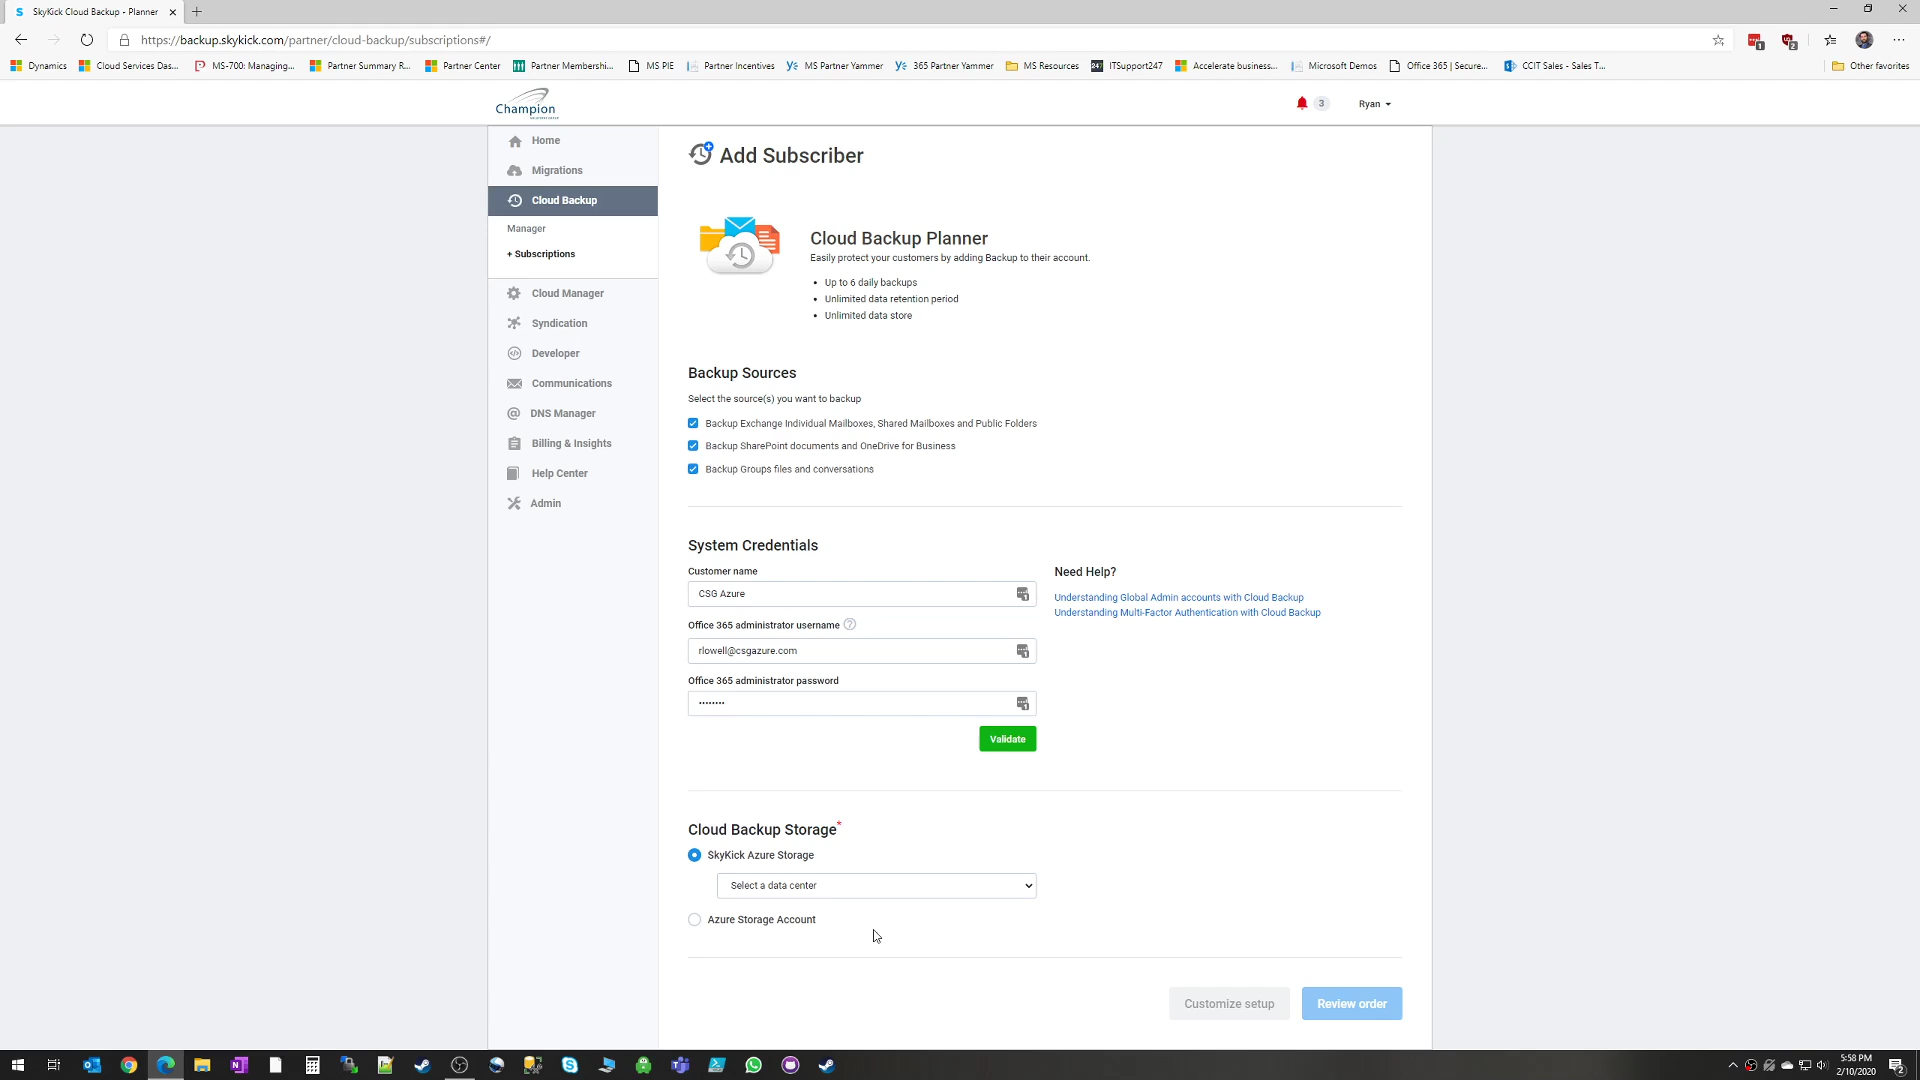 SkyKick Cloud Backup - Planner
https://backup.skykick.com/partner/cloud-backup/subscriptions#/
1
2
Dynamics
Cloud Services Das...
MS-700: Managing...
Partner Summary R...
Partner Center
Partner Membershi...
MS PIE
Partner Incentives
MS Partner Yammer
365 Partner Yammer
MS Resources
ITSupport247
Accelerate business...
Microsoft Demos
Office 365 | Secure...
CCIT Sales - Sales T...
Other favorites
Champion
3
Ryan
Home
Migrations
Cloud Backup
Manager
+ Subscriptions
Cloud Manager
Syndication
Developer
Communications
DNS Manager
Billing & Insights
Help Center
Admin
Add Subscriber
Cloud Backup Planner
Easily protect your customers by adding Backup to their account.
• Up to 6 daily backups
• Unlimited data retention period
• Unlimited data store
Backup Sources
Select the source(s) you want to backup
Backup Exchange Individual Mailboxes, Shared Mailboxes and Public Folders
Backup SharePoint documents and OneDrive for Business
Backup Groups files and conversations
System Credentials
Customer name
CSG Azure
Office 365 administrator username
rlowell@csgazure.com
Office 365 administrator password
••••••••
Validate
Need Help?
Understanding Global Admin accounts with Cloud Backup
Understanding Multi-Factor Authentication with Cloud Backup
Cloud Backup Storage*
SkyKick Azure Storage
Select a data center
Azure Storage Account
Customize setup
Review order
5:58 PM
2/10/2020
2